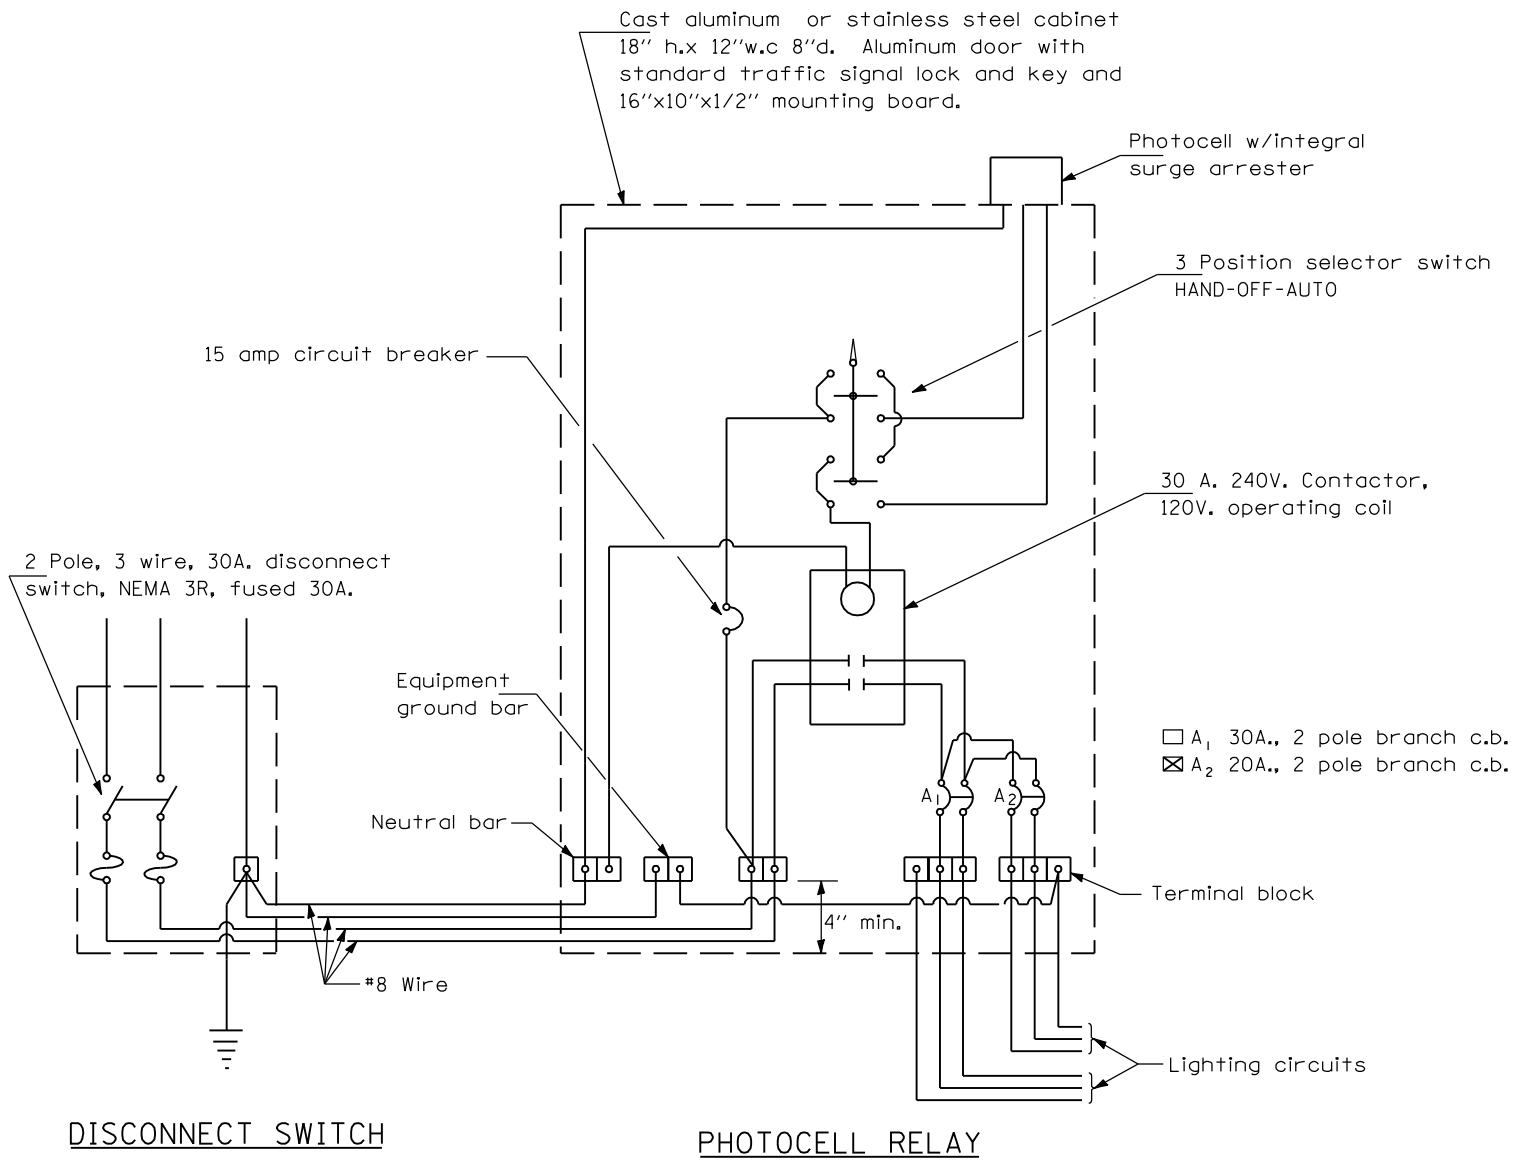 Cast aluminum or stainless steel cabinet
18" h.x 12"w.c 8"d. Aluminum door with
standard traffic signal lock and key and
16"x10"x1/2" mounting board.
Photocell w/integral
surge arrester
3 Position selector switch
HAND-OFF-AUTO
15 amp circuit breaker
30 A. 240V. Contactor,
120V. operating coil
2 Pole, 3 wire, 30A. disconnect
switch, NEMA 3R, fused 30A.
Equipment
ground bar
A1 30A., 2 pole branch c.b.
A2 20A., 2 pole branch c.b.
A1
A2
Neutral bar
Terminal block
4" min.
#8 Wire
Lighting circuits
DISCONNECT SWITCH
PHOTOCELL RELAY